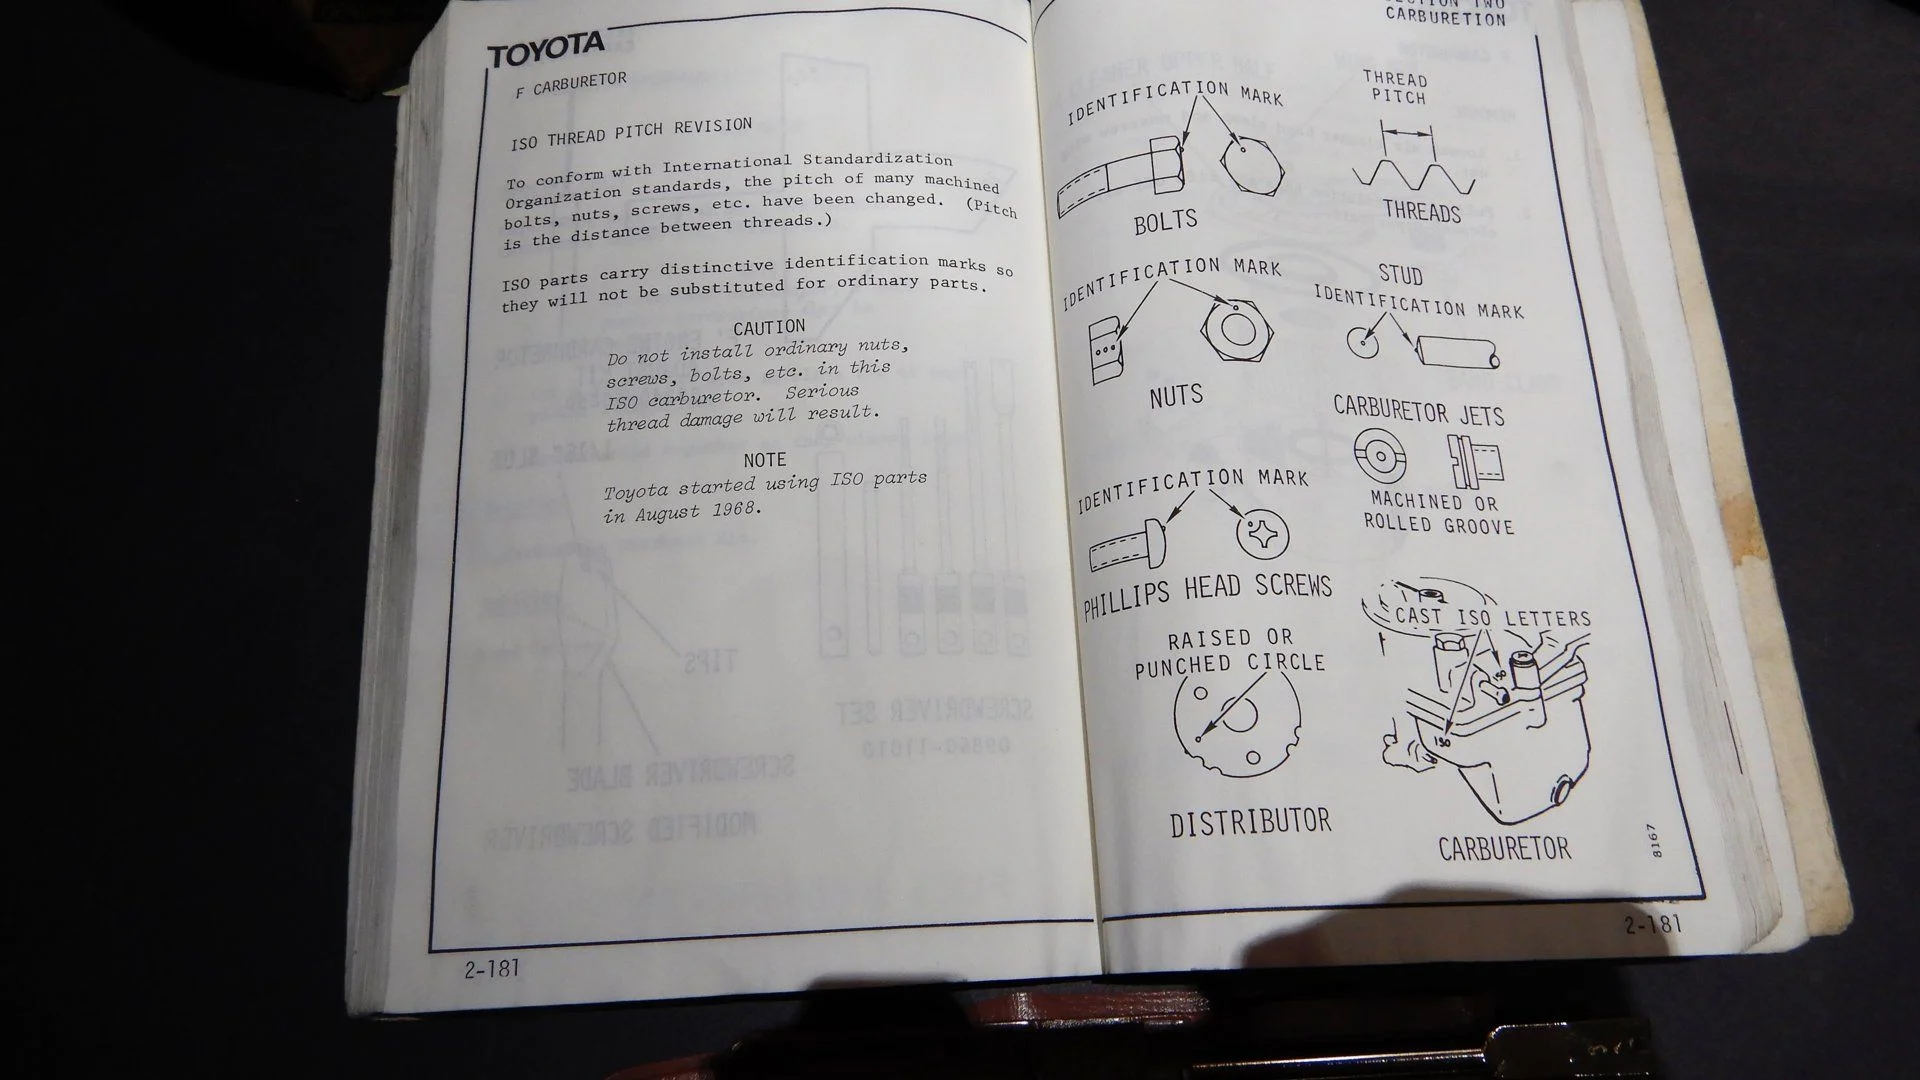 TOYOTA
F CARBURETOR
ISO THREAD PITCH REVISION
To conform with International Standardization
Organization standards, the pitch of many machined
bolts, nuts, screws, etc. have been changed. (Pitch
is the distance between threads.)
ISO parts carry distinctive identification marks so
they will not be substituted for ordinary parts.
CAUTION
Do not install ordinary nuts,
screws, bolts, etc. in this
ISO carburetor. Serious
thread damage will result.
NOTE
Toyota started using ISO parts
in August 1968.
2-181
SECTION TWO
CARBURETION
IDENTIFICATION MARK
BOLTS
THREAD
PITCH
THREADS
IDENTIFICATION MARK
NUTS
STUD
IDENTIFICATION MARK
CARBURETOR JETS
MACHINED OR
ROLLED GROOVE
IDENTIFICATION MARK
PHILLIPS HEAD SCREWS
RAISED OR
PUNCHED CIRCLE
DISTRIBUTOR
CAST ISO LETTERS
ISO
ISO
CARBURETOR
8167
2-181